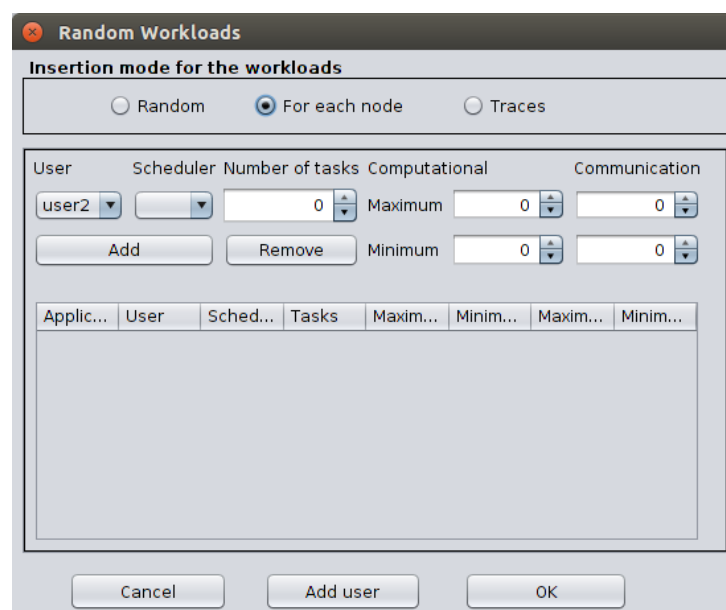 Random Workloads
Insertion mode for the workloads
Random For each node Traces
User Scheduler Number of tasks Computational Communication
user2 0 Maximum 0 0
Add Remove Minimum 0 0
Applic... User Sched... Tasks Maxim... Minim... Maxim... Minim...
Cancel Add user OK